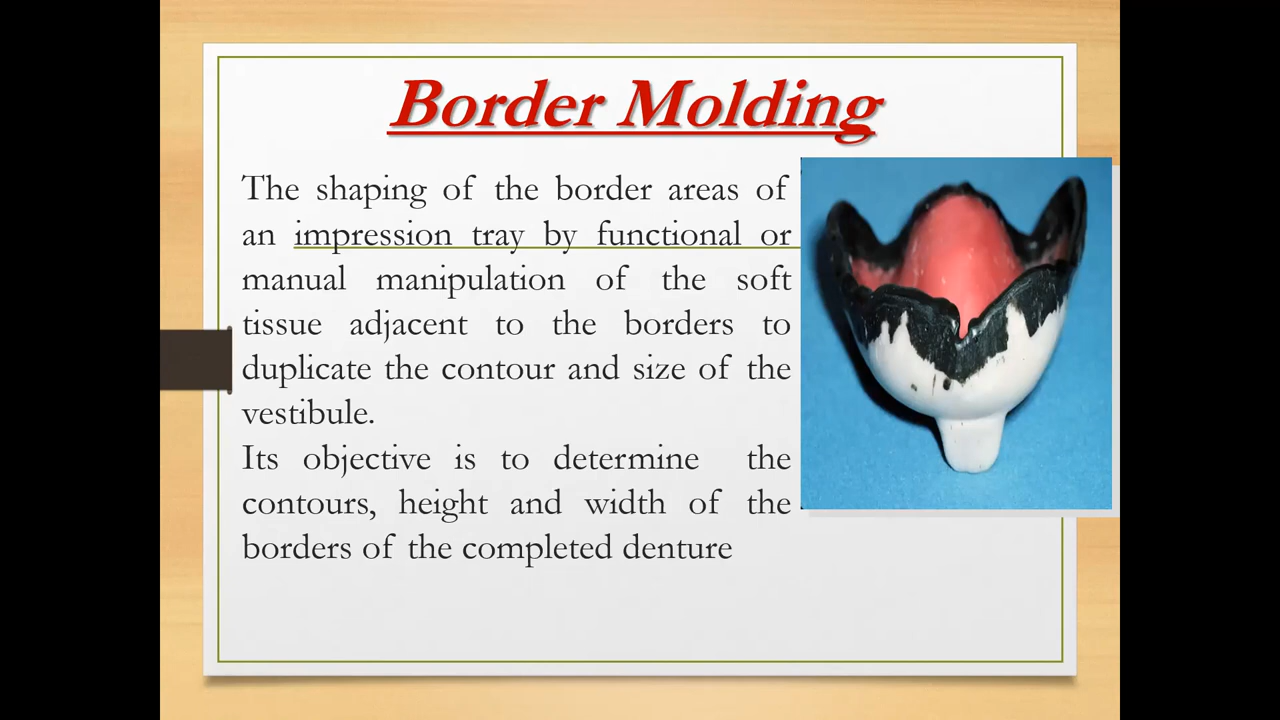 Border Molding
The shaping of the border areas of
an impression tray by functional or
manual manipulation of the soft
tissue adjacent to the borders to
duplicate the contour and size of the
vestibule.
Its objective is to determine the
contours, height and width of the
borders of the completed denture